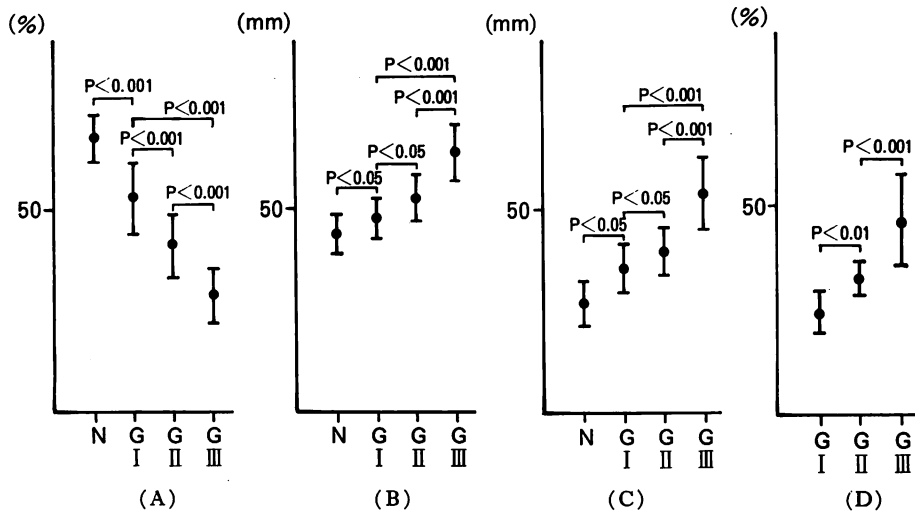 (%)
P<0.001
P<0.001
P<0.001
P<0.001
50
N G G G
I II III
(A)
(mm)
P<0.001
P<0.001
P<0.05
P<0.05
50
N G G G
I II III
(B)
(mm)
P<0.001
P<0.001
P<0.05
P<0.05
50
N G G G
I II III
(C)
(%)
P<0.001
P<0.01
50
G G G
I II III
(D)